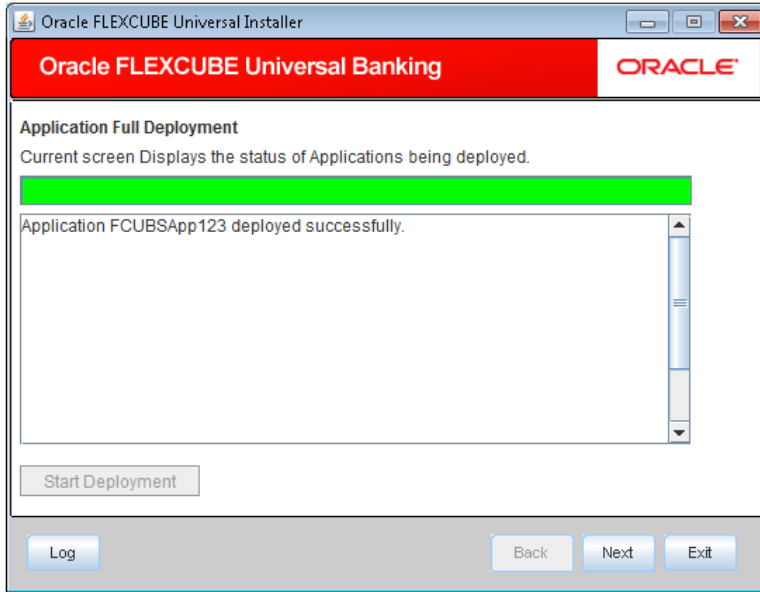 Oracle FLEXCUBE Universal Installer
Oracle FLEXCUBE Universal Banking
ORACLE
Application Full Deployment
Current screen Displays the status of Applications being deployed.
Application FCUBSApp123 deployed successfully.
Start Deployment
Log
Back
Next
Exit